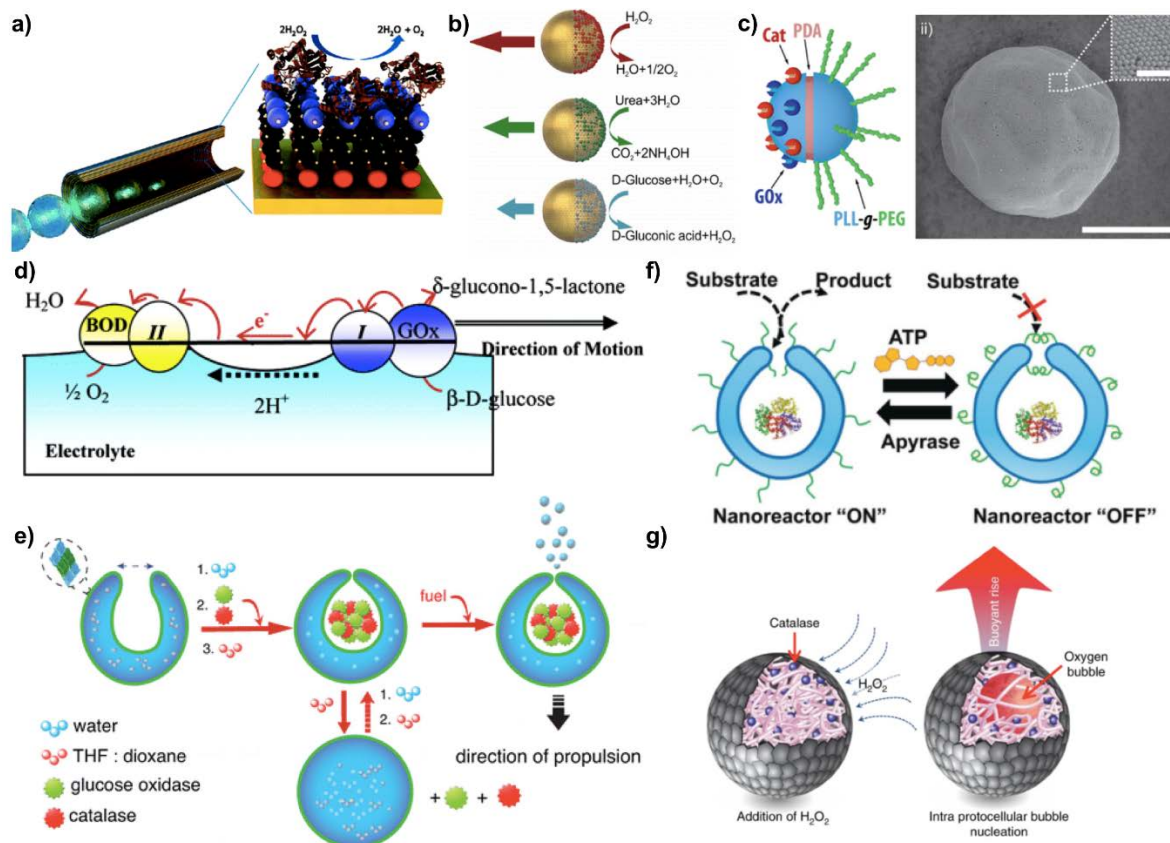 a)
2H₂O₂
2H₂O + O₂
b)
H₂O₂
H₂O+1/2O₂
Urea+3H₂O
CO₂+2NH₄OH
D-Glucose+H₂O+O₂
D-Gluconic acid+H₂O₂
c)
Cat
PDA
GOx
PLL-g-PEG
ii)
d)
H₂O
BOD
II
e⁻
I
GOx
δ-glucono-1,5-lactone
Direction of Motion
½ O₂
2H⁺
β-D-glucose
Electrolyte
f)
Substrate
Product
Substrate
ATP
Apyrase
Nanoreactor "ON"
Nanoreactor "OFF"
e)
1.
2.
3.
fuel
1.
2.
water
THF : dioxane
glucose oxidase
catalase
+
+
direction of propulsion
g)
Buoyant rise
Catalase
H₂O₂
Oxygen
bubble
Addition of H₂O₂
Intra protocellular bubble
nucleation